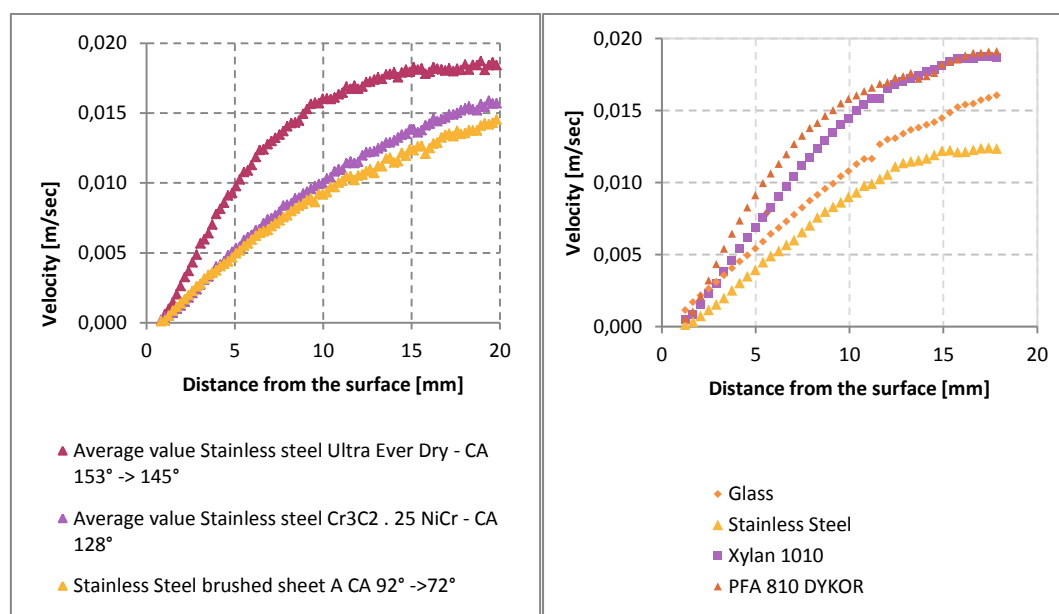 0,020
0,015
0,010
0,005
0,000
Velocity [m/sec]
0 5 10 15 20
Distance from the surface [mm]
Average value Stainless steel Ultra Ever Dry - CA
153° -> 145°
Average value Stainless steel Cr3C2 . 25 NiCr - CA
128°
Stainless Steel brushed sheet A CA 92° ->72°
0,020
0,015
0,010
0,005
0,000
Velocity [m/sec]
0 5 10 15 20
Distance from the surface [mm]
Glass
Stainless Steel
Xylan 1010
PFA 810 DYKOR